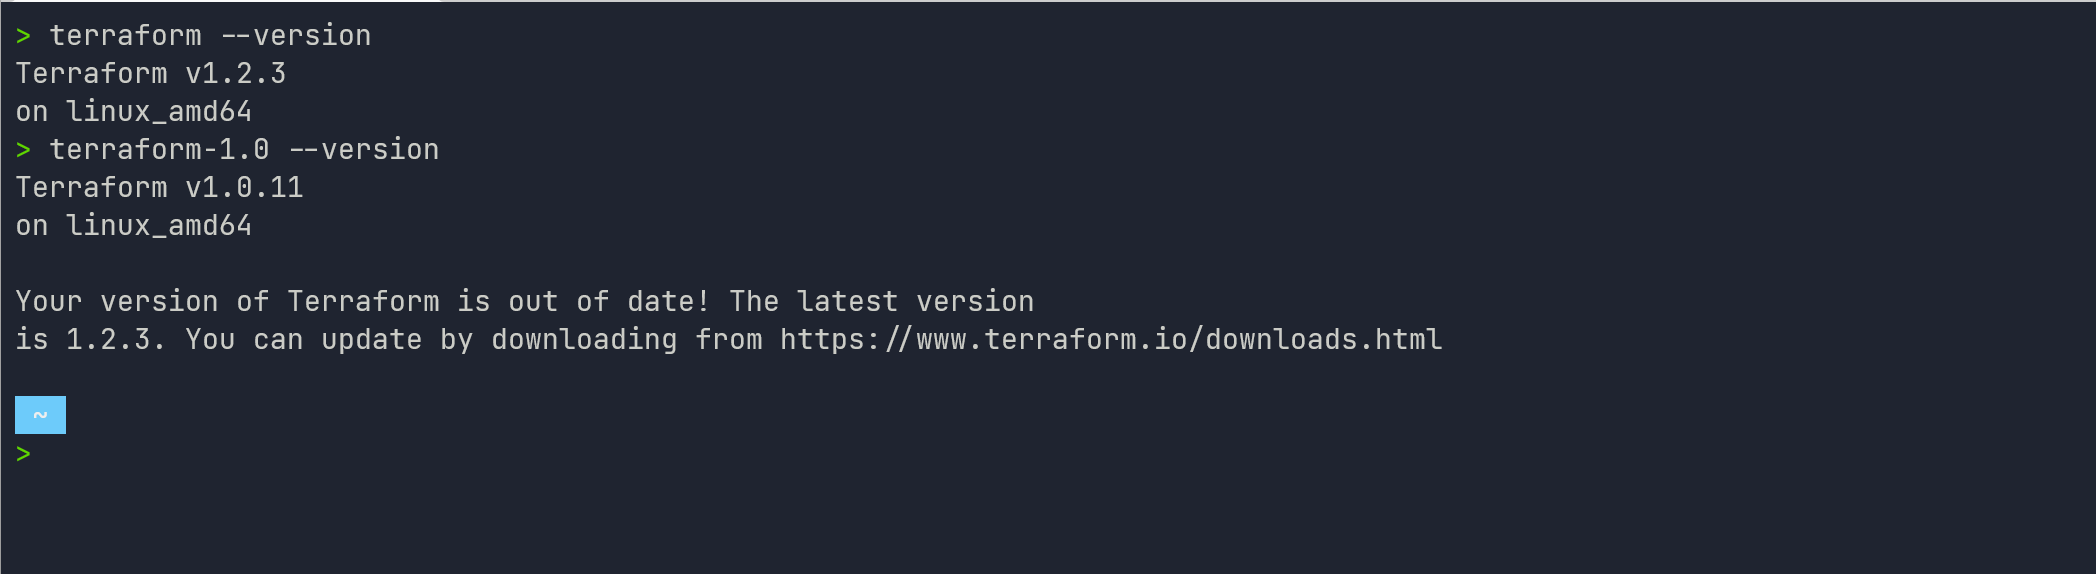 > terraform --version
Terraform v1.2.3
on linux_amd64
> terraform-1.0 --version
Terraform v1.0.11
on linux_amd64
Your version of Terraform is out of date! The latest version
is 1.2.3. You can update by downloading from https://www.terraform.io/downloads.html
~
>